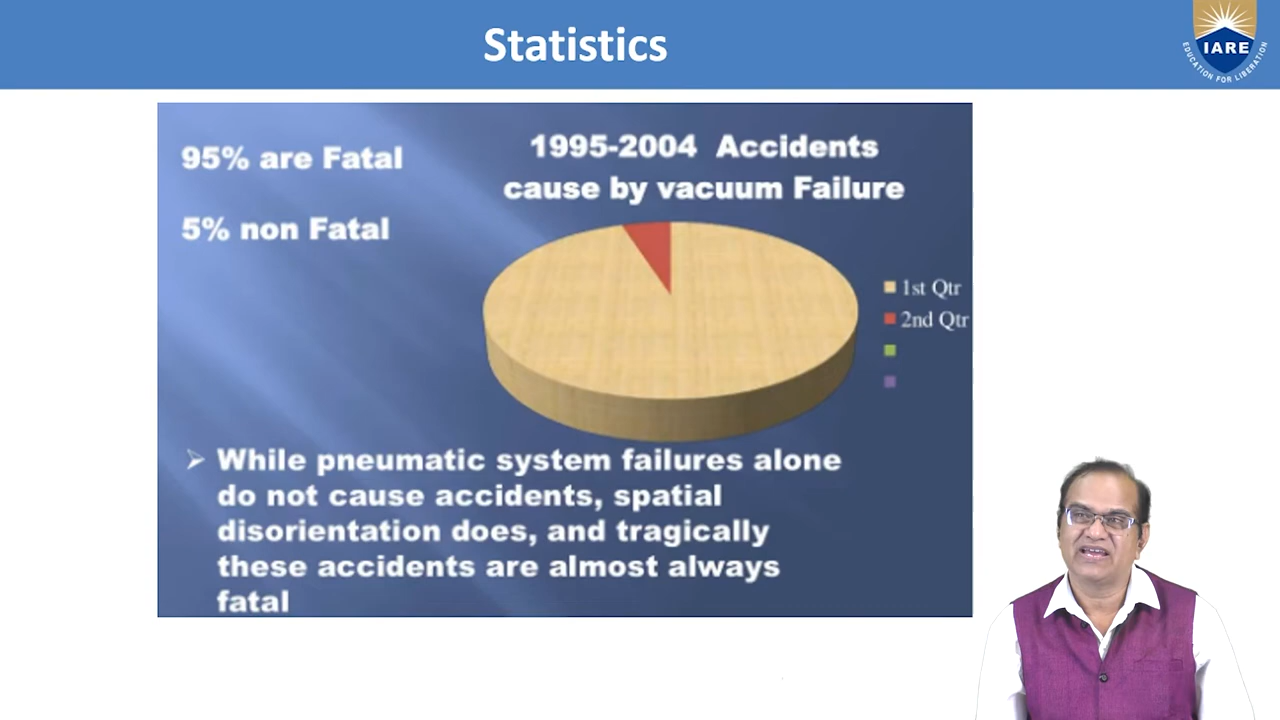 Statistics
IARE
EDUCATION FOR LIBERATION
95% are Fatal
5% non Fatal
1995-2004 Accidents
cause by vacuum Failure
1st Qtr
2nd Qtr
➢ While pneumatic system failures alone
do not cause accidents, spatial
disorientation does, and tragically
these accidents are almost always
fatal